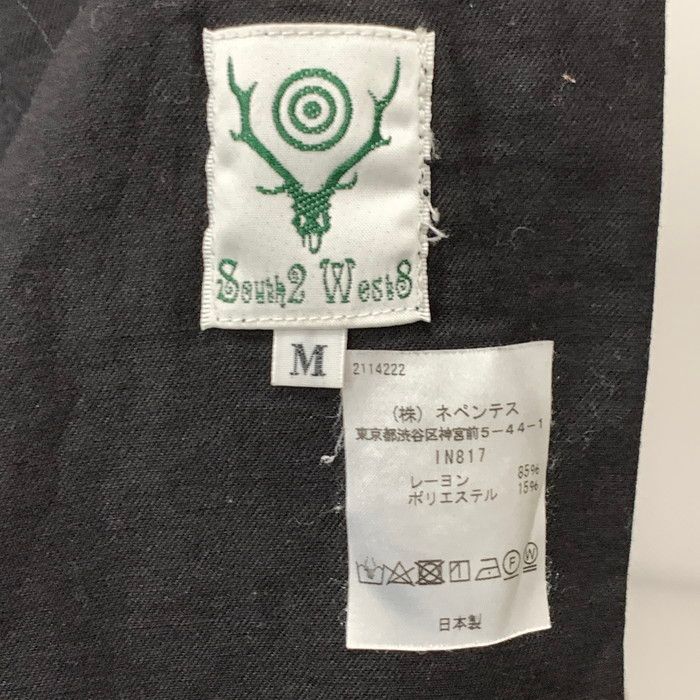 South2 West8
M
2114222
(株) ネペンテス
東京都渋谷区神宮前5-44-1
IN817
レーヨン 85%
ポリエステル 15%
F W
日本製